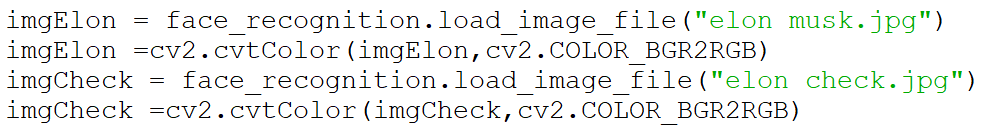 imgElon = face_recognition.load_image_file("elon musk.jpg")
imgElon =cv2.cvtColor(imgElon,cv2.COLOR_BGR2RGB)
imgCheck = face_recognition.load_image_file("elon check.jpg")
imgCheck =cv2.cvtColor(imgCheck,cv2.COLOR_BGR2RGB)